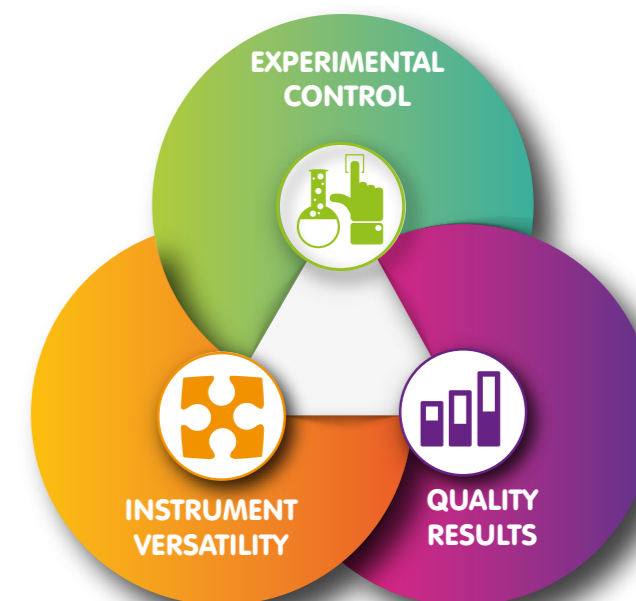 EXPERIMENTAL
CONTROL
INSTRUMENT
VERSATILITY
QUALITY
RESULTS